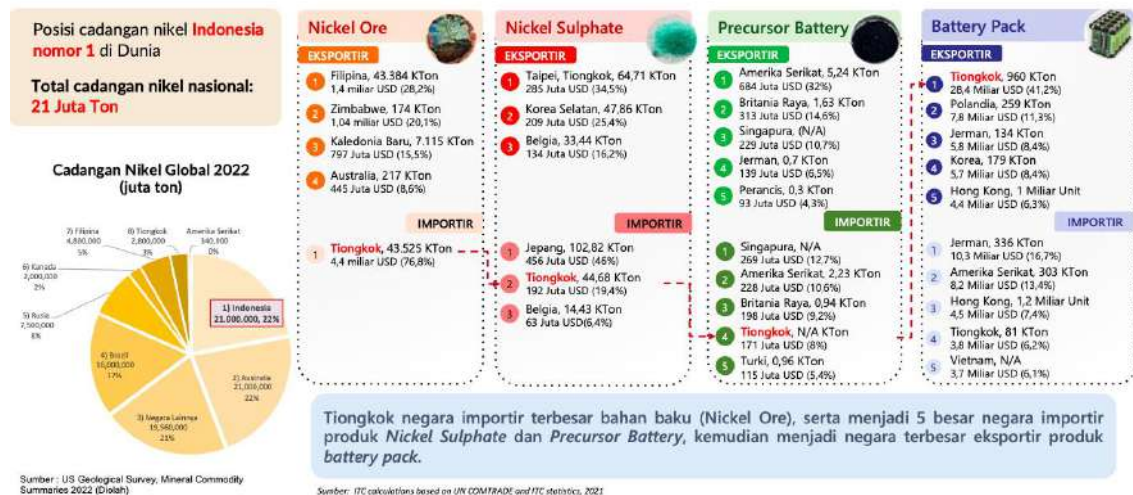 Posisi cadangan nikel Indonesia
nomor 1 di Dunia
Total cadangan nikel nasional:
21 Juta Ton
Cadangan Nikel Global 2022
(juta ton)
7) Filipina
4,800,000
5%
8) Tiongkok
2,800,000
3%
Amerika Serikat
340,000
0%
6) Kanada
2,000,000
2%
5) Rusia
7,500,000
8%
1) Indonesia
21.000.000, 22%
4) Brazil
16,000,000
17%
2) Australia
21,000,000
22%
3) Negara Lainnya
19,560,000
21%
Sumber : US Geological Survey, Mineral Commodity
Summaries 2022 (Diolah)
Nickel Ore
EKSPORTIR
1 Filipina, 43.384 KTon
1,4 miliar USD (28,2%)
2 Zimbabwe, 174 KTon
1,04 miliar USD (20,1%)
3 Kaledonia Baru, 7.115 KTon
797 Juta USD (15,5%)
4 Australia, 217 KTon
445 Juta USD (8,6%)
IMPORTIR
1 Tiongkok, 43.525 KTon
4,4 miliar USD (76,8%)
Nickel Sulphate
EKSPORTIR
1 Taipei, Tiongkok, 64,71 KTon
285 Juta USD (34,5%)
2 Korea Selatan, 47,86 KTon
209 Juta USD (25,4%)
3 Belgia, 33,44 KTon
134 Juta USD (16,2%)
IMPORTIR
1 Jepang, 102,82 KTon
456 Juta USD (46%)
2 Tiongkok, 44,68 KTon
192 Juta USD (19,4%)
3 Belgia, 14,43 KTon
63 Juta USD(6,4%)
Precursor Battery
EKSPORTIR
1 Amerika Serikat, 5,24 KTon
684 Juta USD (32%)
2 Britania Raya, 1,63 KTon
313 Juta USD (14,6%)
3 Singapura, (N/A)
229 Juta USD (10,7%)
4 Jerman, 0,7 KTon
139 Juta USD (6,5%)
5 Perancis, 0,3 KTon
93 Juta USD (4,3%)
IMPORTIR
1 Singapura, N/A
269 Juta USD (12,7%)
2 Amerika Serikat, 2,23 KTon
228 Juta USD (10,6%)
3 Britania Raya, 0,94 KTon
198 Juta USD (9,2%)
4 Tiongkok, N/A KTon
171 Juta USD (8%)
5 Turki, 0,96 KTon
115 Juta USD (5,4%)
Battery Pack
EKSPORTIR
1 Tiongkok, 960 KTon
28,4 Miliar USD (41,2%)
2 Polandia, 259 KTon
7,8 Miliar USD (11,3%)
3 Jerman, 134 KTon
5,8 Miliar USD (8,4%)
4 Korea, 179 KTon
5,7 Miliar USD (8,4%)
5 Hong Kong, 1 Miliar Unit
4,4 Miliar USD (6,3%)
IMPORTIR
1 Jerman, 336 KTon
10,3 Miliar USD (16,7%)
2 Amerika Serikat, 303 KTon
8,2 Miliar USD (13,4%)
3 Hong Kong, 1,2 Miliar Unit
4,5 Miliar USD (7,4%)
4 Tiongkok, 81 KTon
3,8 Miliar USD (6,2%)
5 Vietnam, N/A
3,7 Miliar USD (6,1%)
Tiongkok negara importir terbesar bahan baku (Nickel Ore), serta menjadi 5 besar negara importir
produk Nickel Sulphate dan Precursor Battery, kemudian menjadi negara terbesar eksportir produk
battery pack.
Sumber: ITC calculations based on UN COMTRADE and ITC statistics, 2021